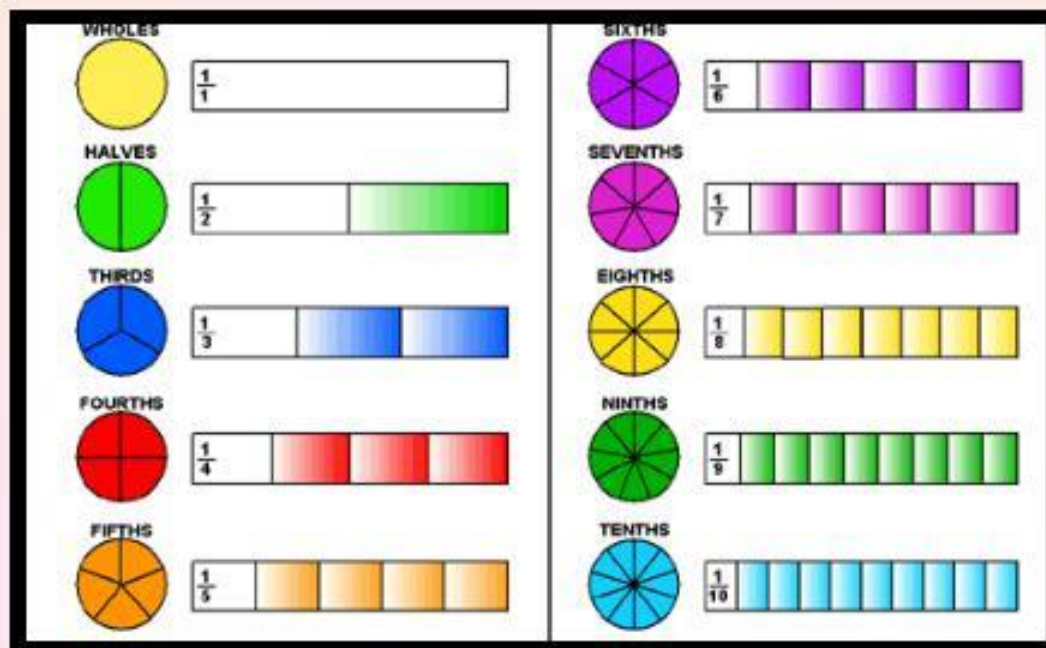 WHOLES
1/1
HALVES
1/2
THIRDS
1/3
FOURTHS
1/4
FIFTHS
1/5
SIXTHS
1/6
SEVENTHS
1/7
EIGHTHS
1/8
NINTHS
1/9
TENTHS
1/10